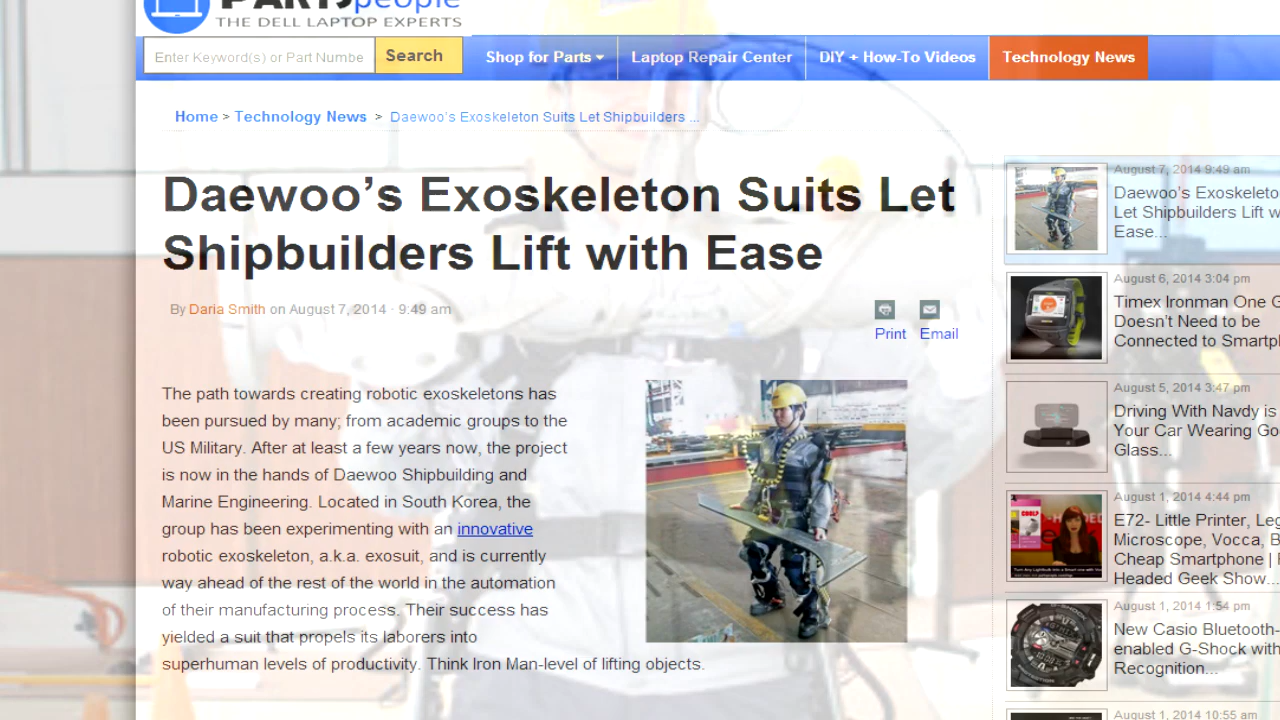 PARTSpeople
THE DELL LAPTOP EXPERTS
Enter Keyword(s) or Part Numbe
Search
Shop for Parts
Laptop Repair Center
DIY + How-To Videos
Technology News
Home > Technology News > Daewoo's Exoskeleton Suits Let Shipbuilders ...
Daewoo’s Exoskeleton Suits Let
Shipbuilders Lift with Ease
By Daria Smith on August 7, 2014 · 9:49 am
Print Email
The path towards creating robotic exoskeletons has
been pursued by many; from academic groups to the
US Military. After at least a few years now, the project
is now in the hands of Daewoo Shipbuilding and
Marine Engineering. Located in South Korea, the
group has been experimenting with an innovative
robotic exoskeleton, a.k.a. exosuit, and is currently
way ahead of the rest of the world in the automation
of their manufacturing process. Their success has
yielded a suit that propels its laborers into
superhuman levels of productivity. Think Iron Man-level of lifting objects.
August 7, 2014 9:49 am
Daewoo's Exoskeleto
Let Shipbuilders Lift w
Ease...
August 6, 2014 3:04 pm
Timex Ironman One G
Doesn't Need to be
Connected to Smartph
August 5, 2014 3:47 pm
Driving With Navdy is
Your Car Wearing Goo
Glass...
August 1, 2014 4:44 pm
E72- Little Printer, Leg
Microscope, Vocca, B
Cheap Smartphone |
Headed Geek Show...
August 1, 2014 1:54 pm
New Casio Bluetooth-
enabled G-Shock with
Recognition...
August 1, 2014 10:55 am